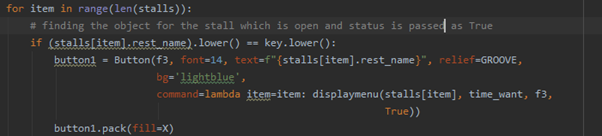 for item in range(len(stalls)):
# finding the object for the stall which is open and status is passed as True
if (stalls[item].rest_name).lower() == key.lower():
button1 = Button(f3, font=14, text=f"{stalls[item].rest_name}", relief=GROOVE,
bg='lightblue',
command=lambda item=item: displaymenu(stalls[item], time_want, f3,
True))
button1.pack(fill=X)